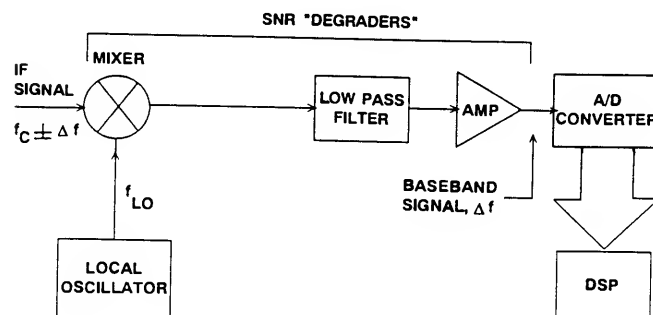 SNR "DEGRADERS"
MIXER
IF
SIGNAL
f_C ± Δf
f_LO
LOCAL
OSCILLATOR
LOW PASS
FILTER
AMP
BASEBAND
SIGNAL, Δf
A/D
CONVERTER
DSP